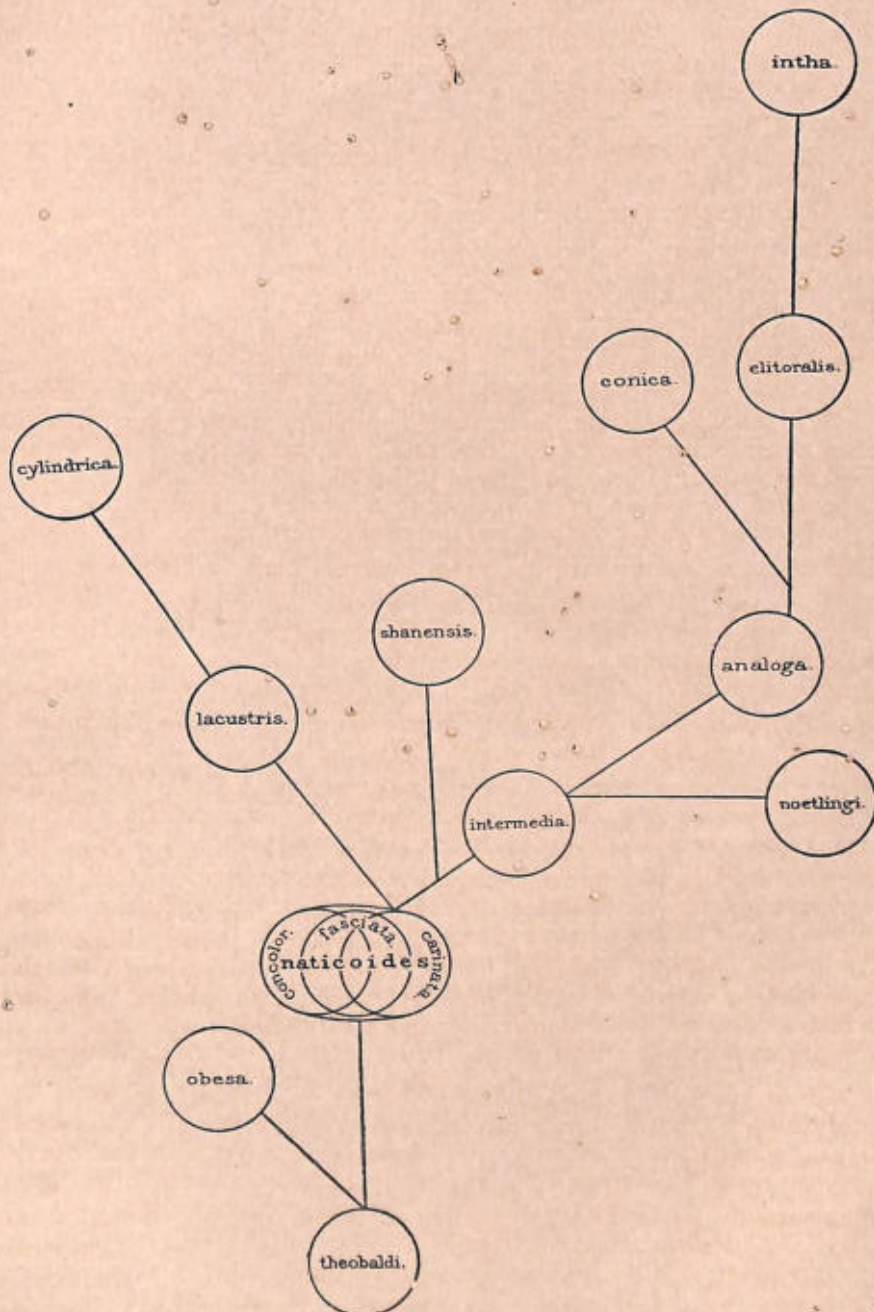 intha.
conica.
elitoralis.
cylindrica.
shanensis.
analoga.
lacustris.
noetlingi.
intermedia.
concolor.
fasciata.
carinata.
naticoides
obesa.
theobaldi.